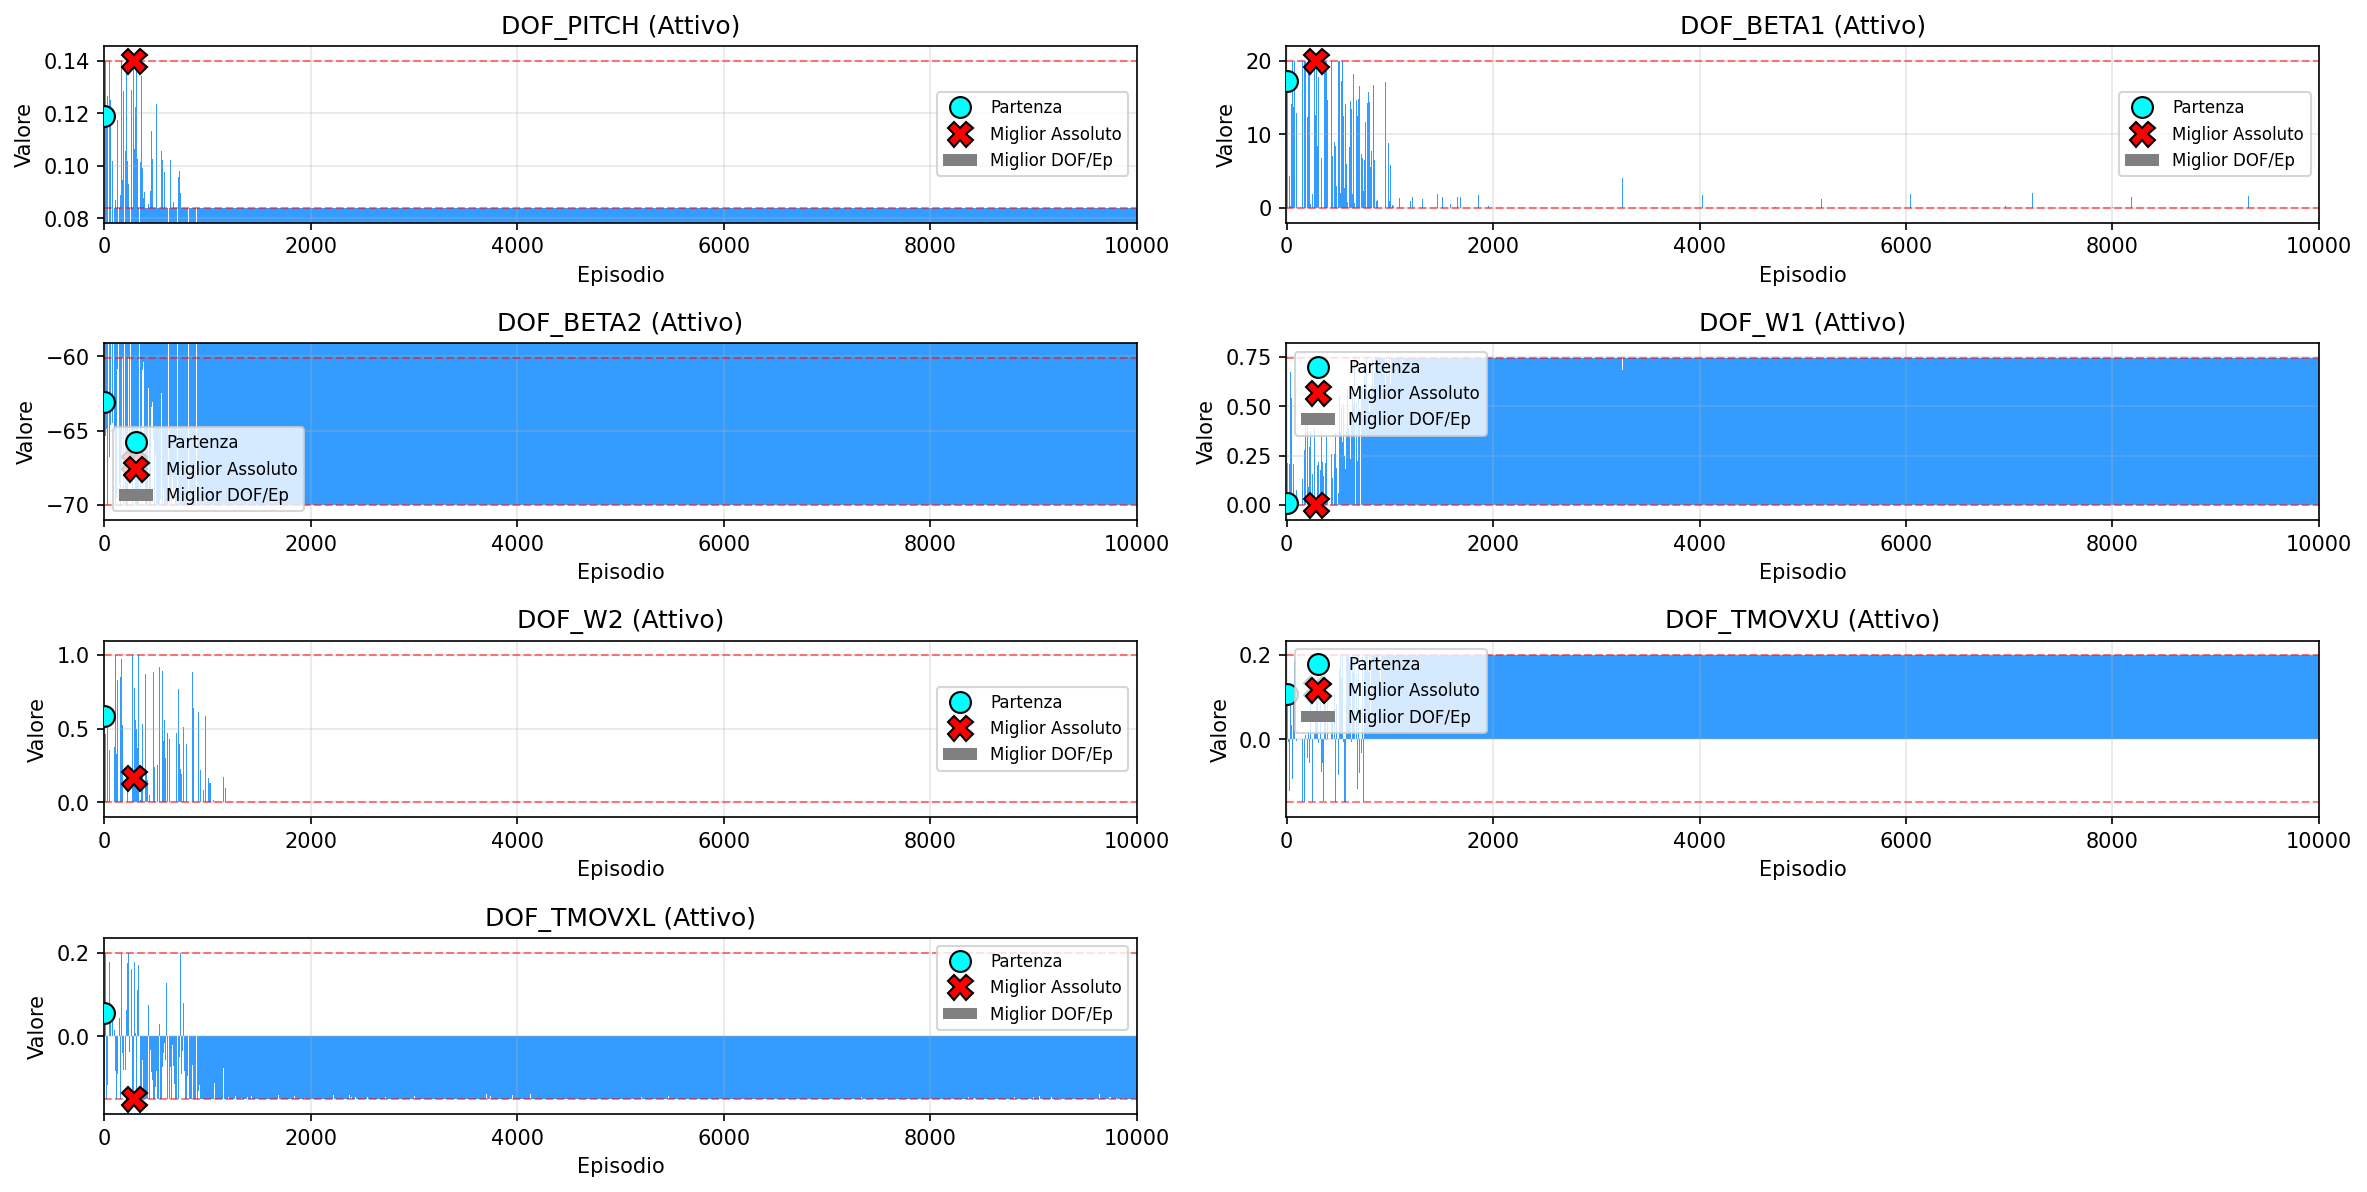 DOF_PITCH (Attivo)
0.14
0.12
0.10
0.08
Valore
Partenza
Miglior Assoluto
Miglior DOF/Ep
0 2000 4000 6000 8000 10000
Episodio
DOF_BETA1 (Attivo)
20
10
0
Valore
Partenza
Miglior Assoluto
Miglior DOF/Ep
0 2000 4000 6000 8000 10000
Episodio
DOF_BETA2 (Attivo)
−60
−65
−70
Valore
Partenza
Miglior Assoluto
Miglior DOF/Ep
0 2000 4000 6000 8000 10000
Episodio
DOF_W1 (Attivo)
0.75
0.50
0.25
0.00
Valore
Partenza
Miglior Assoluto
Miglior DOF/Ep
0 2000 4000 6000 8000 10000
Episodio
DOF_W2 (Attivo)
1.0
0.5
0.0
Valore
Partenza
Miglior Assoluto
Miglior DOF/Ep
0 2000 4000 6000 8000 10000
Episodio
DOF_TMOVXU (Attivo)
0.2
0.0
Valore
Partenza
Miglior Assoluto
Miglior DOF/Ep
0 2000 4000 6000 8000 10000
Episodio
DOF_TMOVXL (Attivo)
0.2
0.0
Valore
Partenza
Miglior Assoluto
Miglior DOF/Ep
0 2000 4000 6000 8000 10000
Episodio